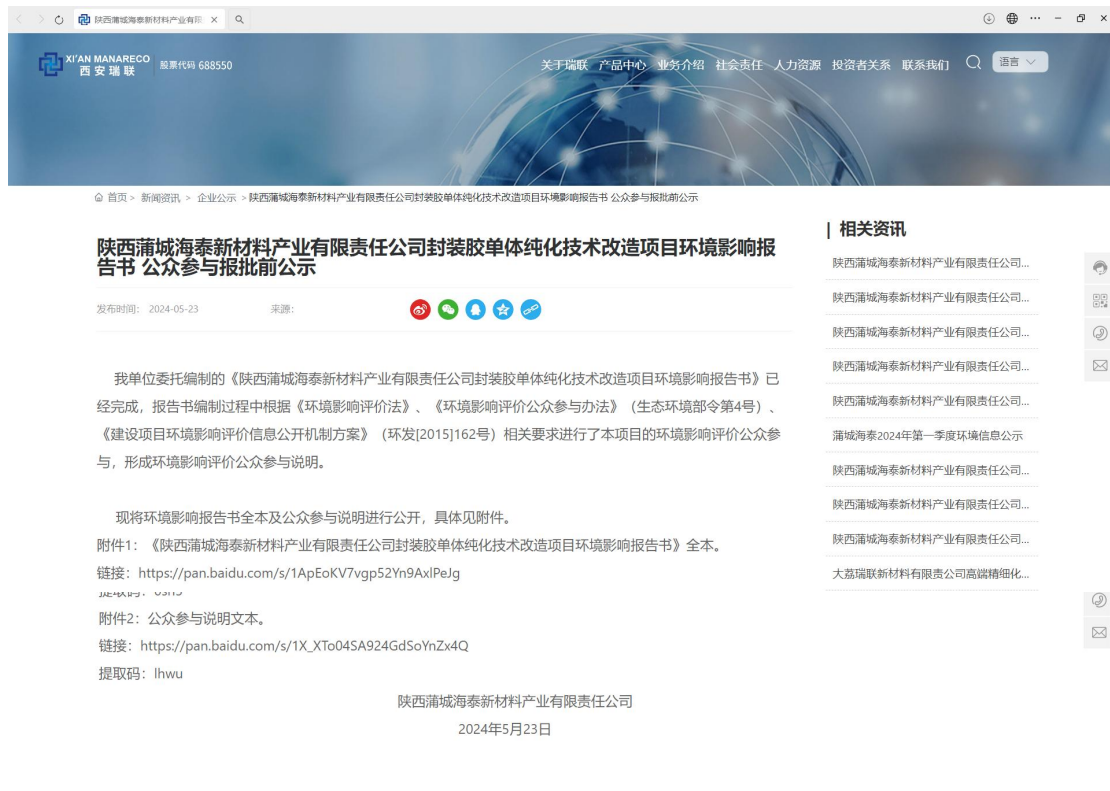 陕西蒲城海泰新材料产业有限
XI'AN MANARECO
西安瑞联
股票代码 688550
关于瑞联 产品中心 业务介绍 社会责任 人力资源 投资者关系 联系我们
语言
首页 > 新闻资讯 > 企业公示 > 陕西蒲城海泰新材料产业有限责任公司封装胶单体纯化技术改造项目环境影响报告书 公众参与报批前公示
陕西蒲城海泰新材料产业有限责任公司封装胶单体纯化技术改造项目环境影响报
告书 公众参与报批前公示
发布时间： 2024-05-23 来源：
我单位委托编制的《陕西蒲城海泰新材料产业有限责任公司封装胶单体纯化技术改造项目环境影响报告书》已
经完成，报告书编制过程中根据《环境影响评价法》、《环境影响评价公众参与办法》（生态环境部令第4号）、
《建设项目环境影响评价信息公开机制方案》（环发[2015]162号）相关要求进行了本项目的环境影响评价公众参
与，形成环境影响评价公众参与说明。
现将环境影响报告书全本及公众参与说明进行公开，具体见附件。
附件1：《陕西蒲城海泰新材料产业有限责任公司封装胶单体纯化技术改造项目环境影响报告书》全本。
链接：https://pan.baidu.com/s/1ApEoKV7vgp52Yn9AxlPeJg
附件2：公众参与说明文本。
链接：https://pan.baidu.com/s/1X_XTo04SA924GdSoYnZx4Q
提取码：lhwu
陕西蒲城海泰新材料产业有限责任公司
2024年5月23日
相关资讯
陕西蒲城海泰新材料产业有限责任公司...
陕西蒲城海泰新材料产业有限责任公司...
陕西蒲城海泰新材料产业有限责任公司...
陕西蒲城海泰新材料产业有限责任公司...
陕西蒲城海泰新材料产业有限责任公司...
蒲城海泰2024年第一季度环境信息公示
陕西蒲城海泰新材料产业有限责任公司...
陕西蒲城海泰新材料产业有限责任公司...
陕西蒲城海泰新材料产业有限责任公司...
大荔瑞联新材料有限责公司高端精细化...